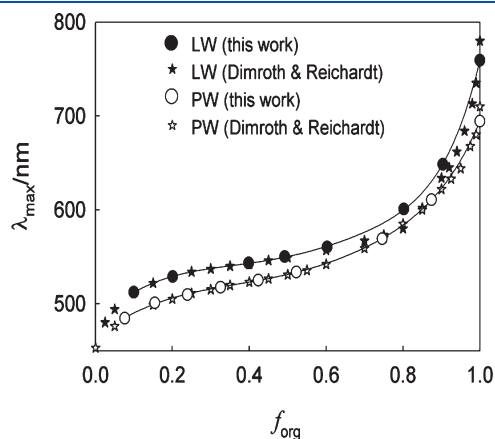 800
700
600
500
λmax/nm
LW (this work)
LW (Dimroth & Reichardt)
PW (this work)
PW (Dimroth & Reichardt)
0.0 0.2 0.4 0.6 0.8 1.0
forg